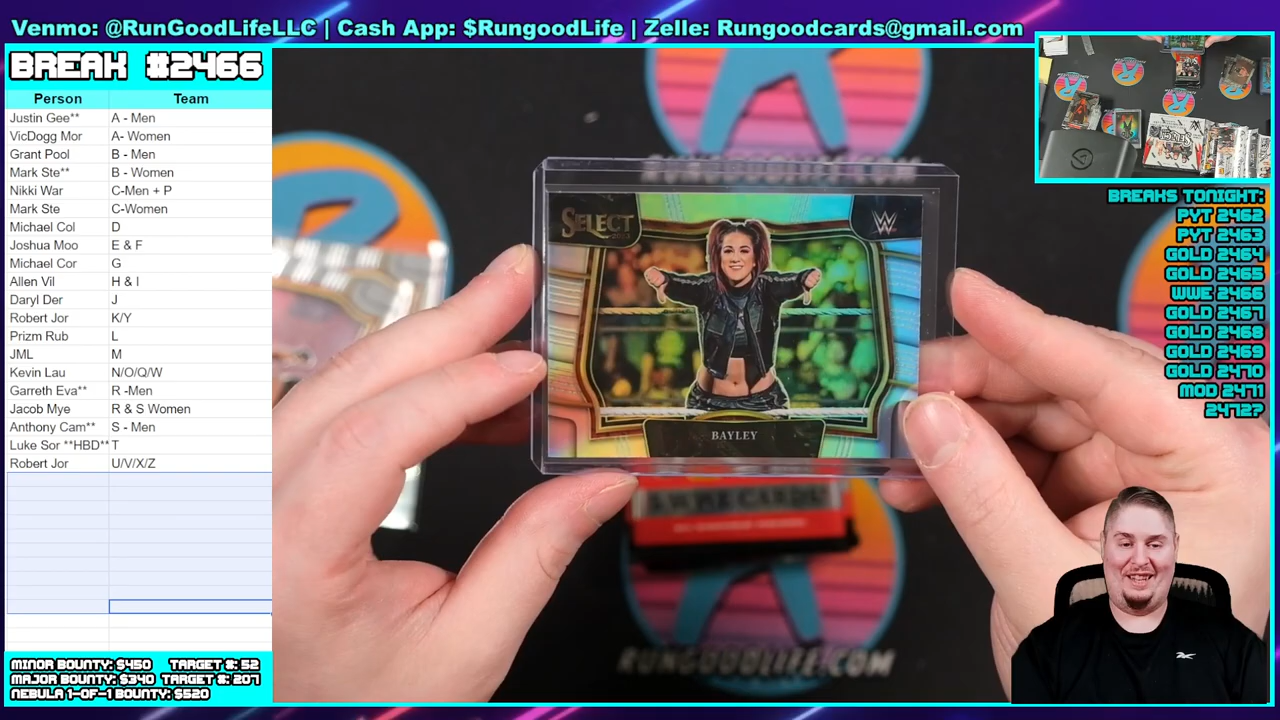 Venmo: @RunGoodLifeLLC | Cash App: $RungoodLife | Zelle: Rungoodcards@gmail.com
BREAK #2466
Person Team
Justin Gee** A - Men
VicDogg Mor A- Women
Grant Pool B - Men
Mark Ste** B - Women
Nikki War C-Men + P
Mark Ste C-Women
Michael Col D
Joshua Moo E & F
Michael Cor G
Allen Vil H & I
Daryl Der J
Robert Jor K/Y
Prizm Rub L
JML M
Kevin Lau N/O/Q/W
Garreth Eva** R -Men
Jacob Mye R & S Women
Anthony Cam** S - Men
Luke Sor **HBD** T
Robert Jor U/V/X/Z
MINOR BOUNTY: $450 TARGET #: 52
MAJOR BOUNTY: $340 TARGET #: 207
NEBULA 1-OF-1 BOUNTY: $520
SELECT
BAYLEY
RUNGOODLIFE.COM
BREAKS TONIGHT:
PYT 2462
PYT 2463
GOLD 2464
GOLD 2465
WWE 2466
GOLD 2467
GOLD 2468
GOLD 2469
GOLD 2470
MOD 2471
2472?